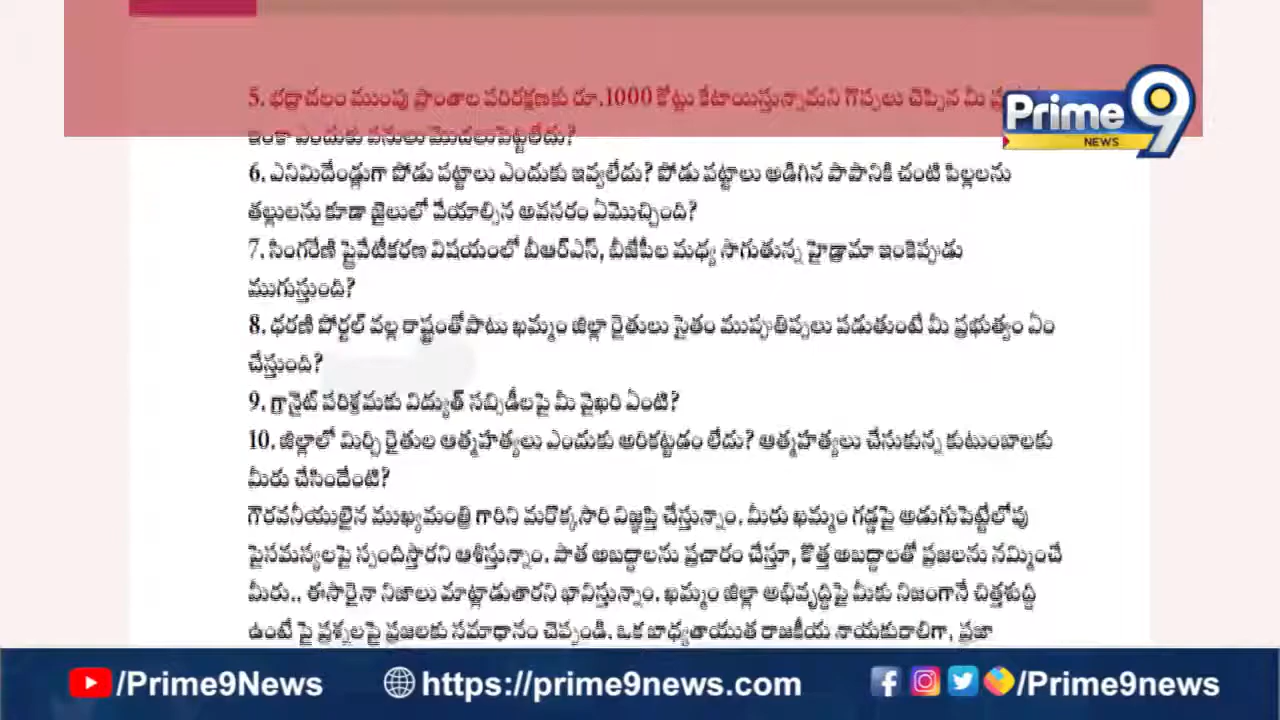 5. భద్రాచలం ముంపు ప్రాంతాల పరిరక్షణకు రూ.1000 కోట్లు కేటాయిస్తున్నామని గొప్పలు చెప్పిన మీ
ఇంకా ఎందుకు పనులు మొదలుపెట్టలేదు?
Prime9
NEWS
6. ఎనిమిదేండ్లుగా పోడు పట్టాలు ఎందుకు ఇవ్వలేదు? పోడు పట్టాలు అడిగిన పాపానికి చంటి పిల్లలను
తల్లులను కూడా జైలులో వేయాల్సిన అవసరం ఏమొచ్చింది?
7. సింగరేణి ప్రైవేటీకరణ విషయంలో బీఆర్ఎస్, బీజేపీల మధ్య సాగుతున్న హైడ్రామా ఇంకెప్పుడు
ముగుస్తుంది?
8. ధరణి పోర్టల్ వల్ల రాష్ట్రంతోపాటు ఖమ్మం జిల్లా రైతులు సైతం ముప్పుతిప్పలు పడుతుంటే మీ ప్రభుత్వం ఏం
చేస్తుంది?
9. గ్రానైట్ పరిశ్రమకు విద్యుత్ సబ్సిడీలపై మీ వైఖరి ఏంటి?
10. జిల్లాలో మిర్చి రైతుల ఆత్మహత్యలు ఎందుకు అరికట్టడం లేదు? ఆత్మహత్యలు చేసుకున్న కుటుంబాలకు
మీరు చేసిందేంటి?
గౌరవనీయులైన ముఖ్యమంత్రి గారిని మరొక్కసారి విజ్ఞప్తి చేస్తున్నాం. మీరు ఖమ్మం గడ్డపై అడుగుపెట్టేలోపు
పైసమస్యలపై స్పందిస్తారని ఆశిస్తున్నాం. పాత అబద్ధాలను ప్రచారం చేస్తూ, కొత్త అబద్ధాలతో ప్రజలను నమ్మించే
మీరు.. ఈసారైనా నిజాలు మాట్లాడుతారని భావిస్తున్నాం. ఖమ్మం జిల్లా అభివృద్ధిపై మీకు నిజంగానే చిత్తశుద్ధి
ఉంటే పై ప్రశ్నలపై ప్రజలకు సమాధానం చెప్పండి. ఒక బాధ్యతాయుత రాజకీయ నాయకురాలిగా, ప్రజా
/Prime9News
https://prime9news.com
/Prime9news